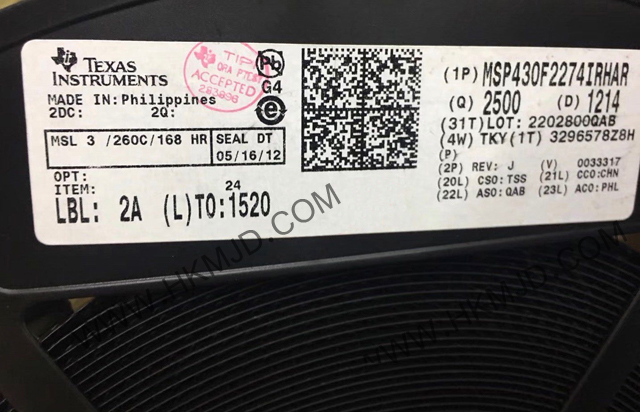 TEXAS
INSTRUMENTS
MADE IN: Philippines
2DC: 2Q:
MSL 3 /260C/168 HR
SEAL DT
05/16/12
OPT:
ITEM:
24
LBL: 2A (L)TO:1520
ACCEPTED
Pb
G4
e
(1P) MSP430F2274IRHAR
(Q) 2500 (D) 1214
(31T)LOT: 2202800QAB
(4W) TKY(1T) 3296578Z8H
(P)
(2P) REV: J (V) 0033317
(20L) CSO:TSS (21L) CCO:CHN
(22L) ASO:QAB (23L) ACO:PHL
WWW.HKMJD.COM
WWW.HKMJD.COM